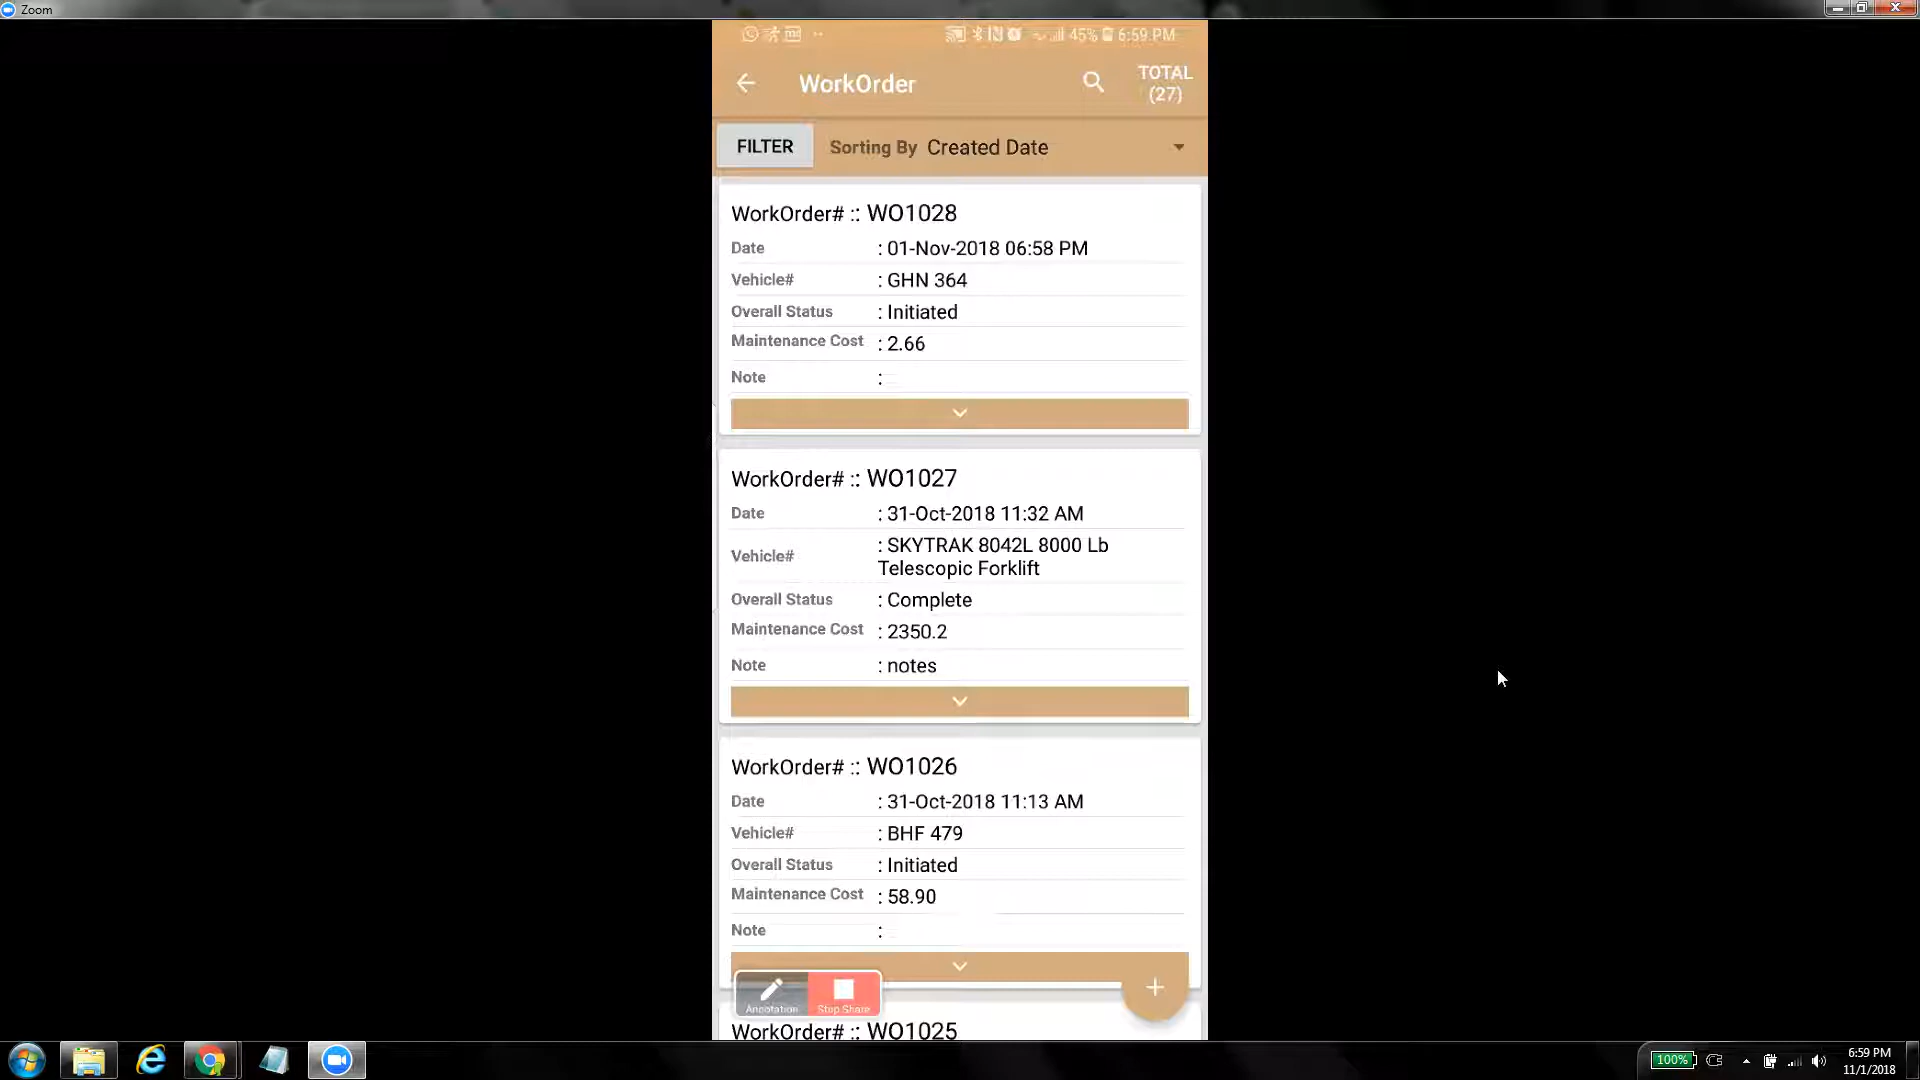 Zoom
45% 6:59 PM
WorkOrder
TOTAL
(27)
FILTER Sorting By Created Date
WorkOrder# :: WO1028
Date : 01-Nov-2018 06:58 PM
Vehicle# : GHN 364
Overall Status : Initiated
Maintenance Cost : 2.66
Note :
WorkOrder# :: WO1027
Date : 31-Oct-2018 11:32 AM
Vehicle# : SKYTRAK 8042L 8000 Lb
Telescopic Forklift
Overall Status : Complete
Maintenance Cost : 2350.2
Note : notes
WorkOrder# :: WO1026
Date : 31-Oct-2018 11:13 AM
Vehicle# : BHF 479
Overall Status : Initiated
Maintenance Cost : 58.90
Note :
Annotation Stop Share
WorkOrder# :: WO1025
100% 6:59 PM
11/1/2018